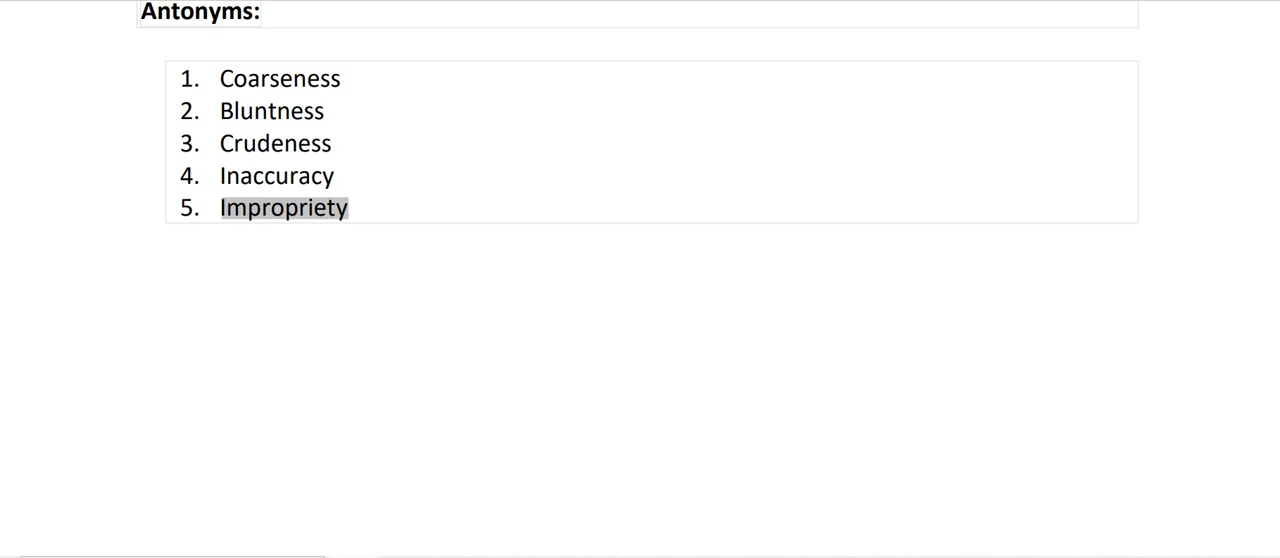 Antonyms:
1. Coarseness
2. Bluntness
3. Crudeness
4. Inaccuracy
5. Impropriety